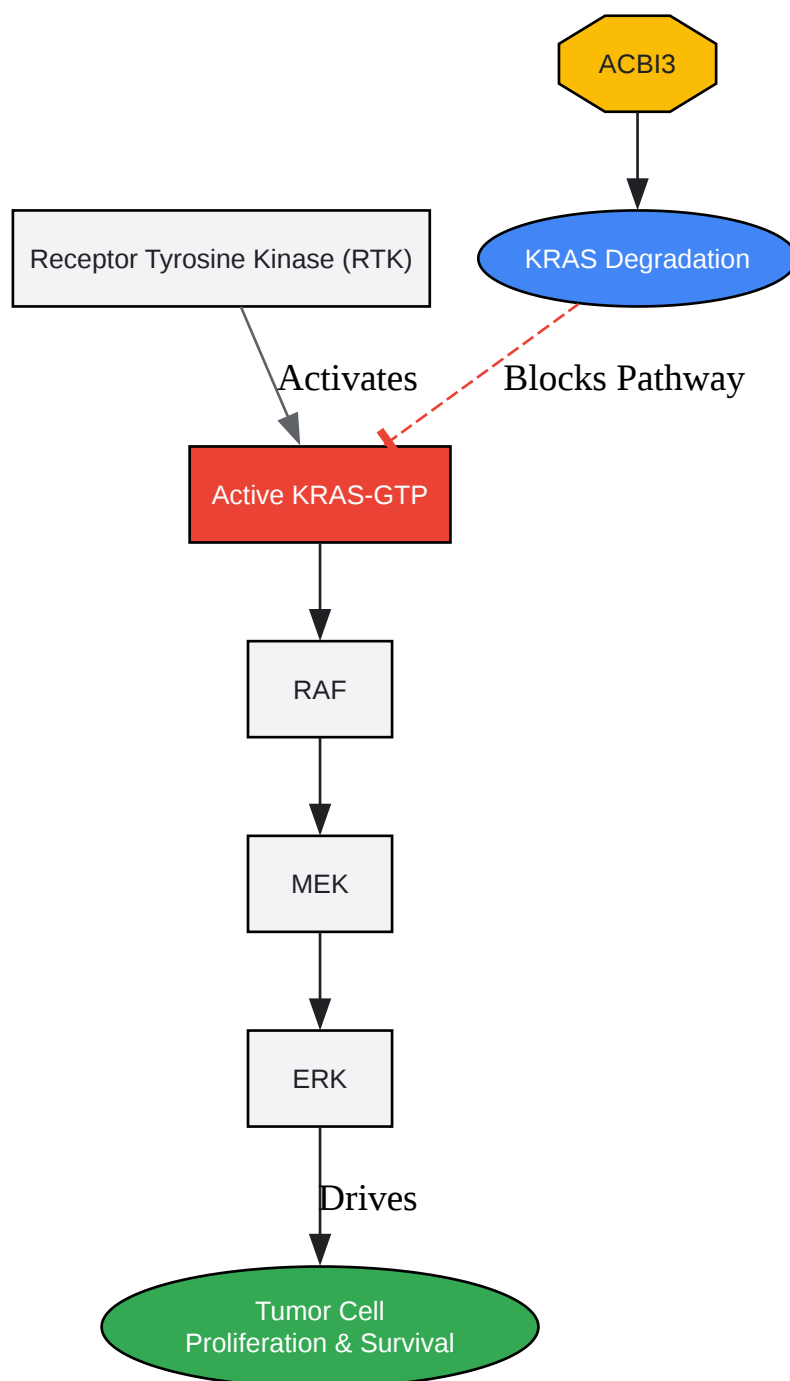 ACBI3
Receptor Tyrosine Kinase (RTK)
KRAS Degradation
Activates
Blocks Pathway
Active KRAS-GTP
RAF
MEK
ERK
Drives
Tumor Cell
Proliferation & Survival